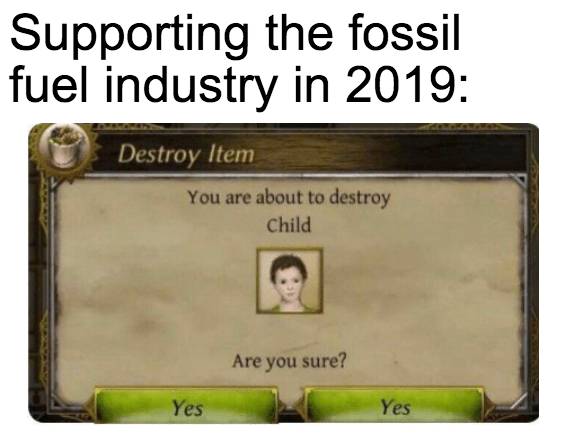 Supporting the fossil
fuel industry in 2019:
Destroy Item
You are about to destroy
Child
Are you sure?
Yes Yes